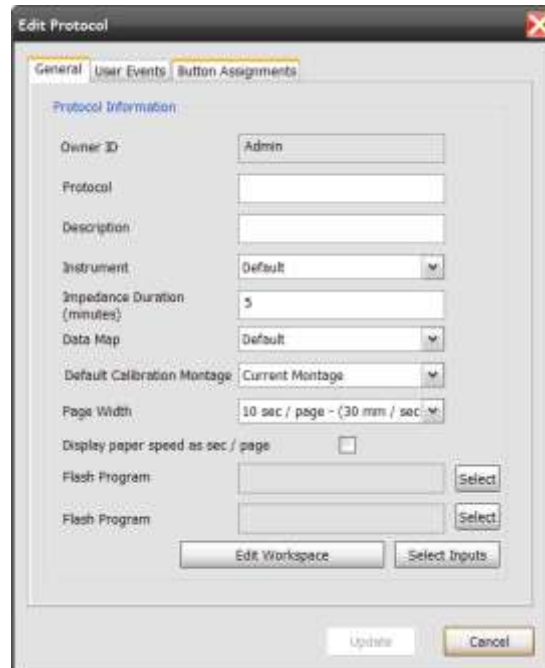 Edit Protocol
General User Events Button Assignments
Protocol Information
Owner ID Admin
Protocol
Description
Instrument Default
Impedance Duration
(minutes) 5
Data Map Default
Default Calibration Montage Current Montage
Page Width 10 sec / page - (30 mm / sec
Display paper speed as sec / page
Flash Program Select
Flash Program Select
Edit Workspace Select Inputs
Update Cancel